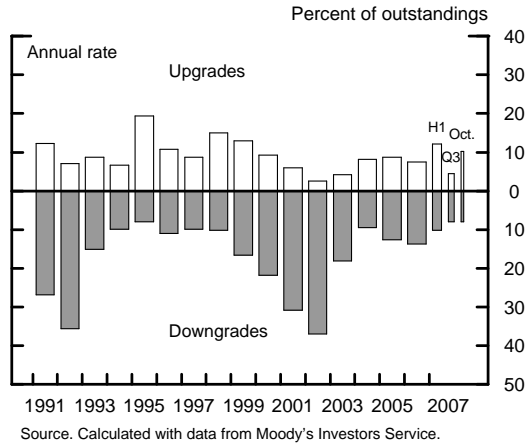 Percent of outstandings
40
Annual rate
Upgrades
30
20
H1 Oct.
Q3
10
0
10
20
30
Downgrades
40
50
1991 1993 1995 1997 1999 2001 2003 2005 2007
Source. Calculated with data from Moody's Investors Service.